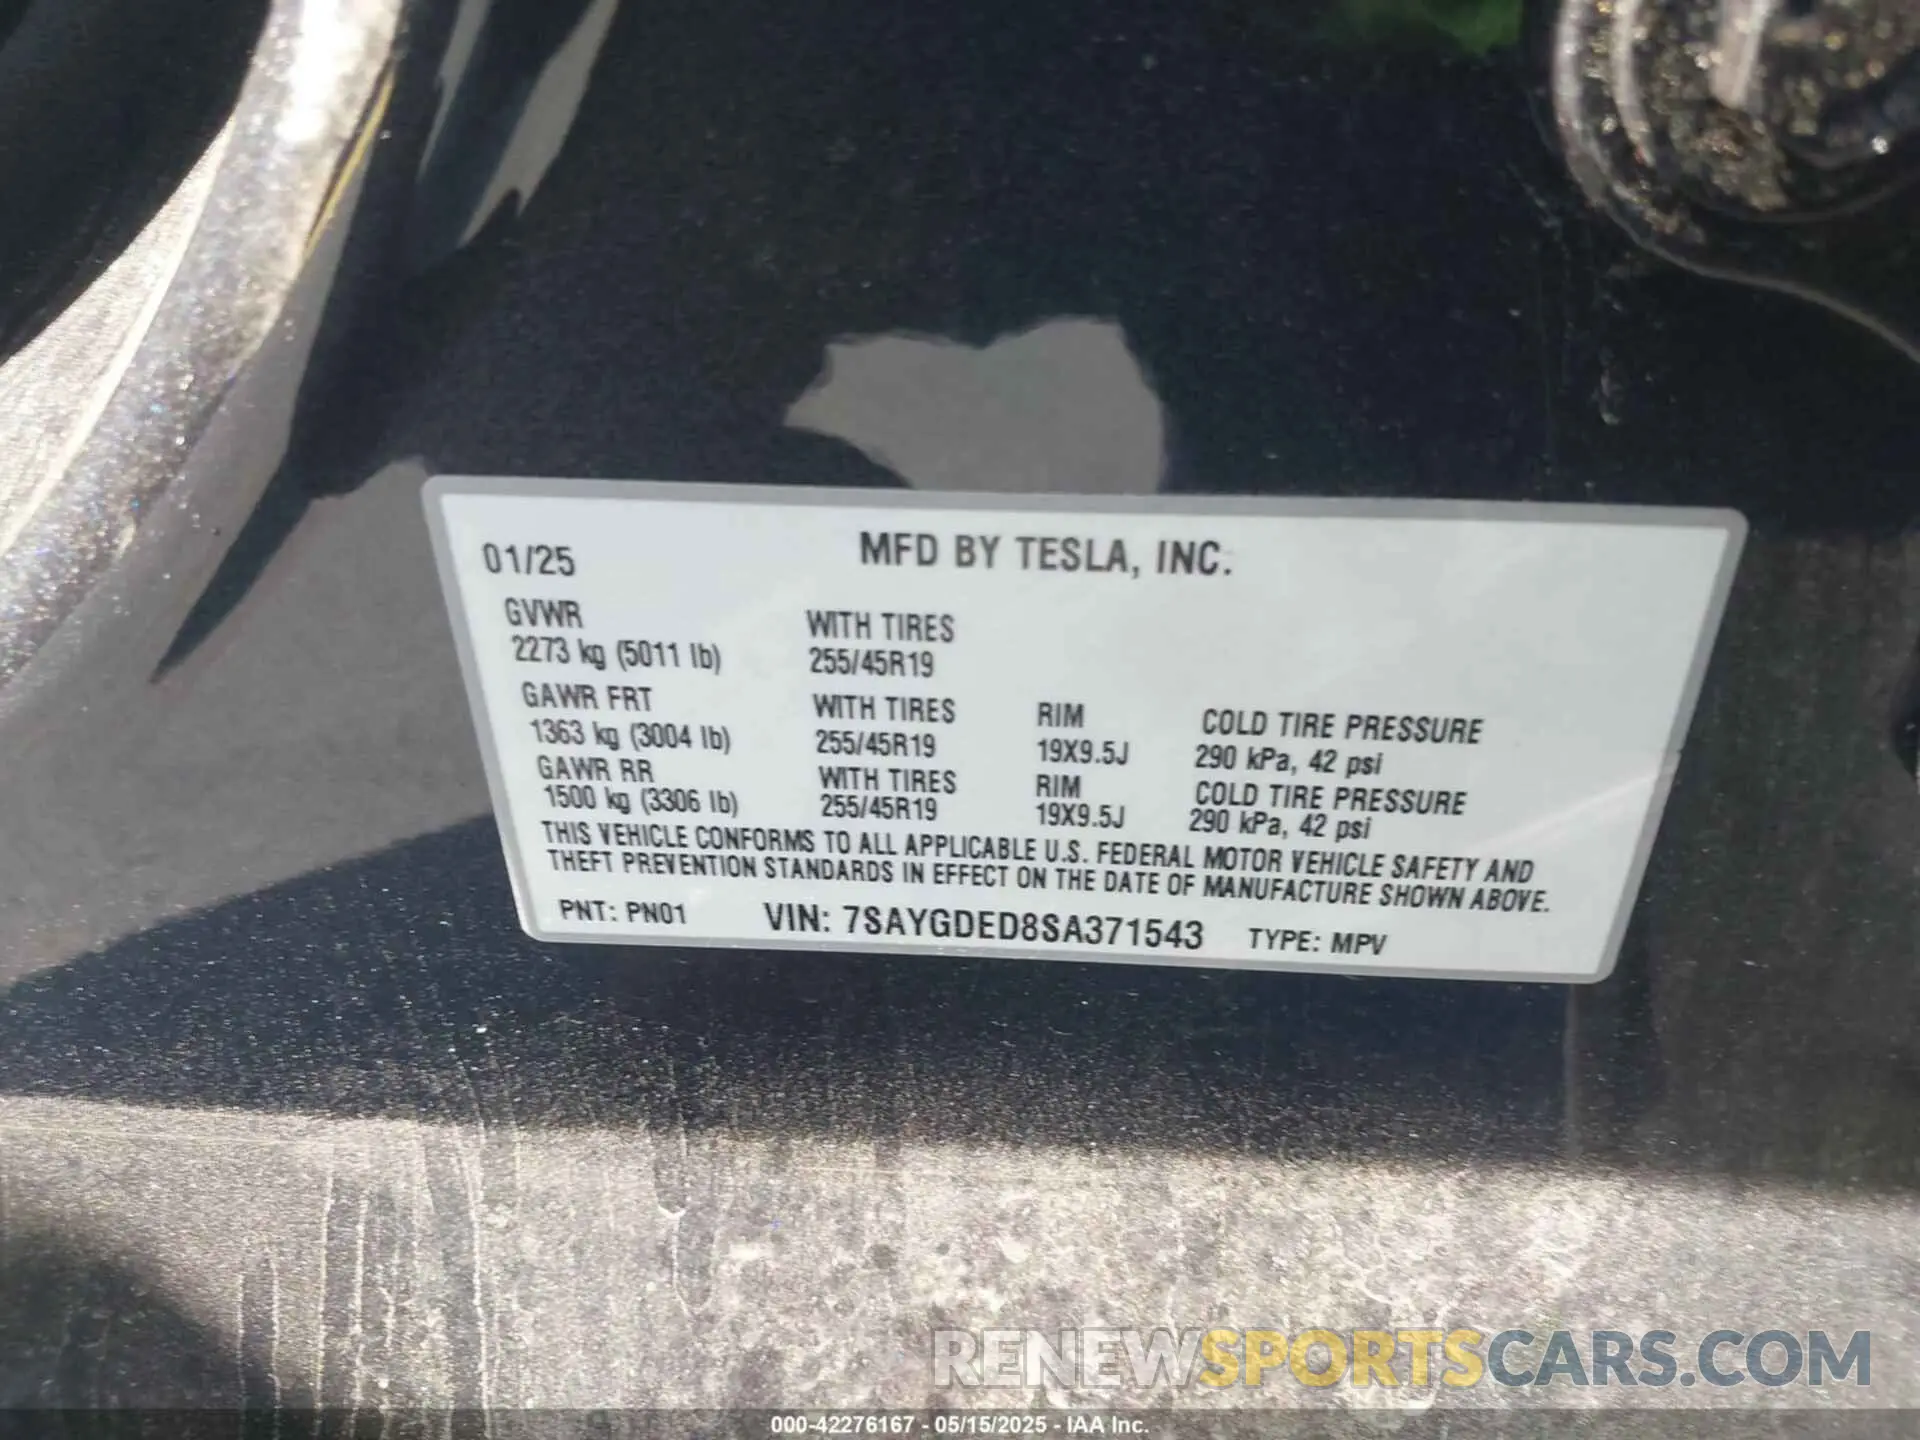 01/25 MFD BY TESLA, INC.
GVWR WITH TIRES
2273 kg (5011 lb) 255/45R19
GAWR FRT WITH TIRES RIM COLD TIRE PRESSURE
1363 kg (3004 lb) 255/45R19 19X9.5J 290 kPa, 42 psi
GAWR RR WITH TIRES RIM COLD TIRE PRESSURE
1500 kg (3306 lb) 255/45R19 19X9.5J 290 kPa, 42 psi
THIS VEHICLE CONFORMS TO ALL APPLICABLE U.S. FEDERAL MOTOR VEHICLE SAFETY AND
THEFT PREVENTION STANDARDS IN EFFECT ON THE DATE OF MANUFACTURE SHOWN ABOVE.
PNT: PN01 VIN: 7SAYGDED8SA371543 TYPE: MPV
RENEWSPORTSCARS.COM
000-42276167 - 05/15/2025 - IAA Inc.